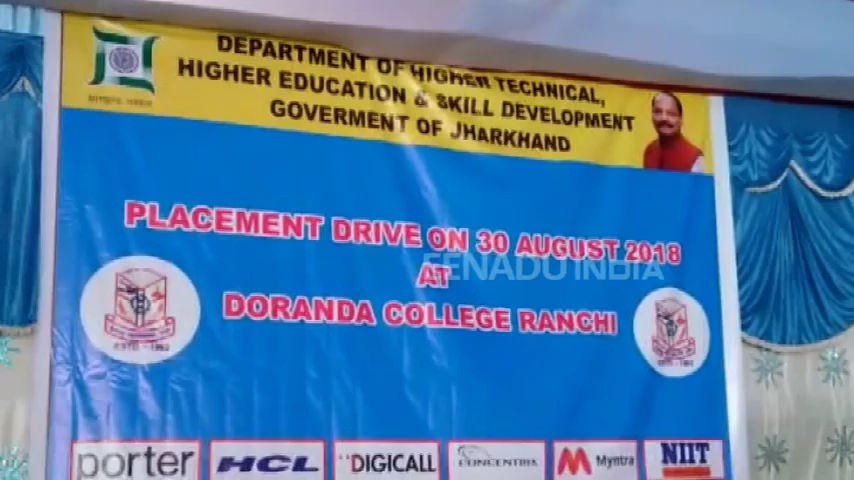 DEPARTMENT OF HIGHER TECHNICAL,
HIGHER EDUCATION & SKILL DEVELOPMENT
GOVERMENT OF JHARKHAND
PLACEMENT DRIVE ON 30 AUGUST 2018
AT
EENADU INDIA
DORANDA COLLEGE RANCHI
porter HCL DIGICALL CONCENTRIX Myntra NIIT